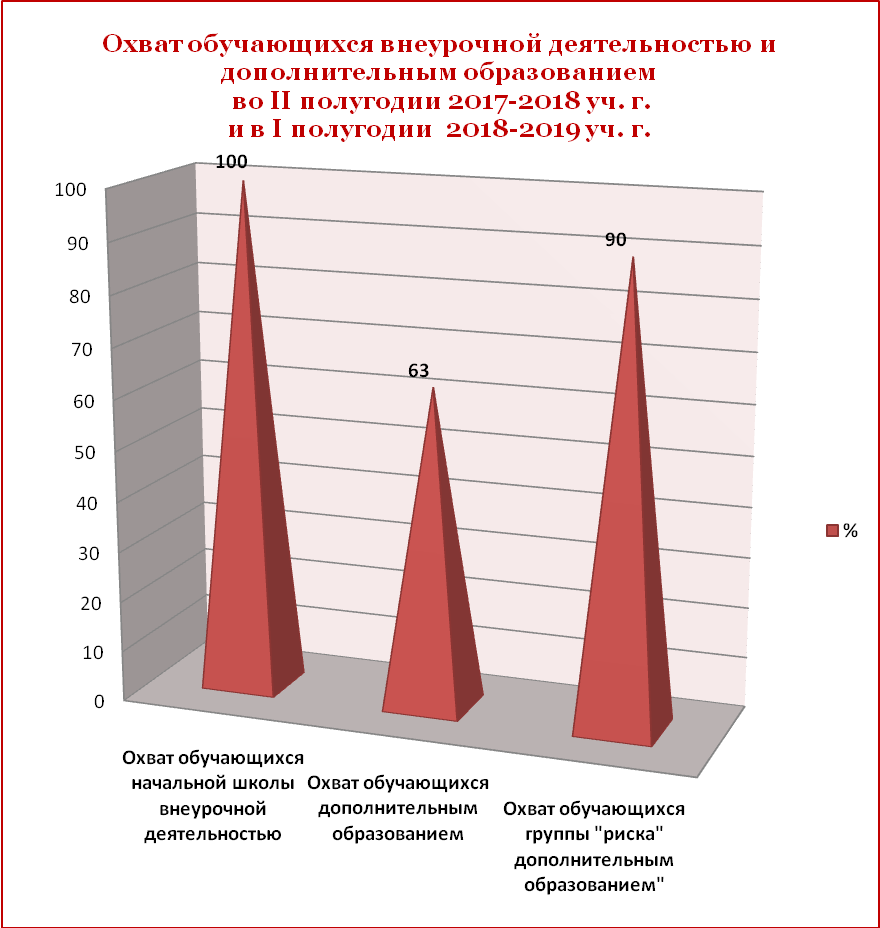 Охват обучающихся внеурочной деятельностью и
дополнительным образованием
во II полугодии 2017-2018 уч. г.
и в I полугодии 2018-2019 уч. г.
100
90
80
70
60
50
40
30
20
10
0
100
63
90
%
Охват обучающихся
начальной школы
внеурочной
деятельностью
Охват обучающихся
дополнительным
образованием
Охват обучающихся
группы "риска"
дополнительным
образованием"